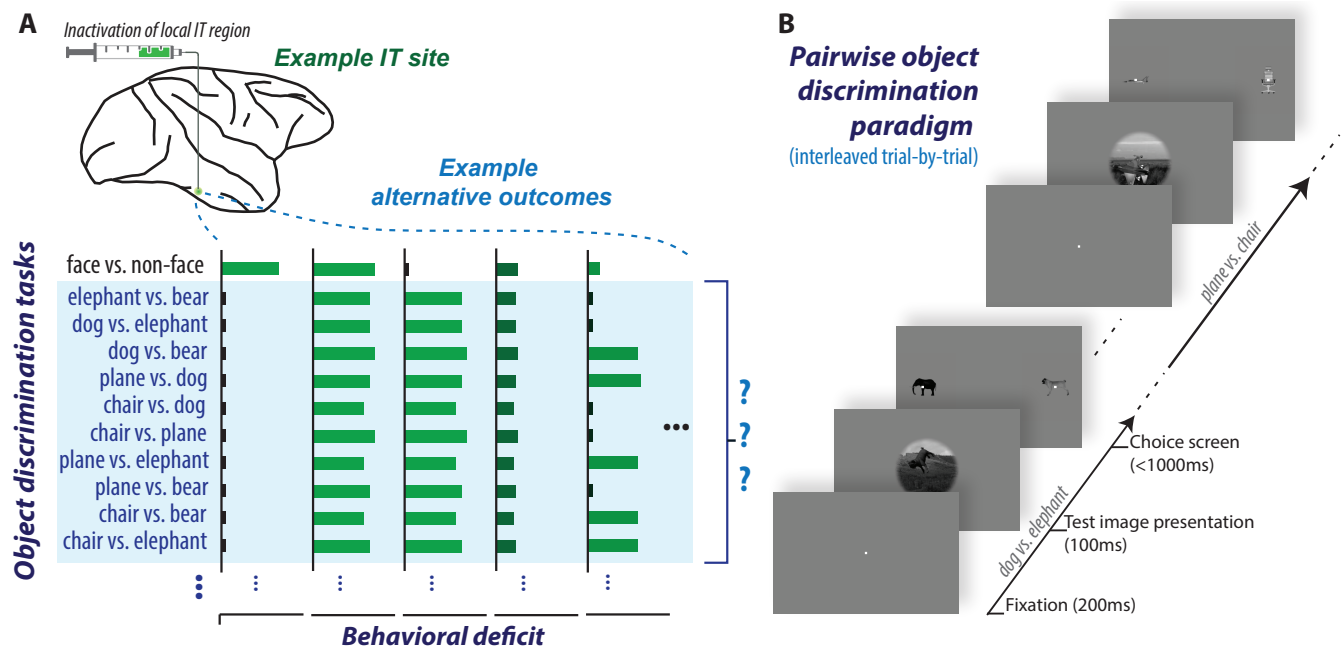 A
Inactivation of local IT region
Example IT site
Example
alternative outcomes
Object discrimination tasks
face vs. non-face
elephant vs. bear
dog vs. elephant
dog vs. bear
plane vs. dog
chair vs. dog
chair vs. plane
plane vs. elephant
plane vs. bear
chair vs. bear
chair vs. elephant
...
?
?
?
Behavioral deficit
B
Pairwise object
discrimination
paradigm
(interleaved trial-by-trial)
plane vs. chair
dog vs. elephant
Choice screen
(<1000ms)
Test image presentation
(100ms)
Fixation (200ms)